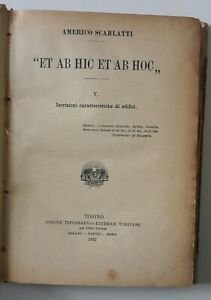 AMERICO SCARLATTI
"ET AB HIC ET AB HOC„
V.
Iscrizioni caratteristiche di edifici.
TORINO
UNIONE TIPOGRAFICO-EDITRICE TORINESE
MILANO - NAPOLI - ROMA